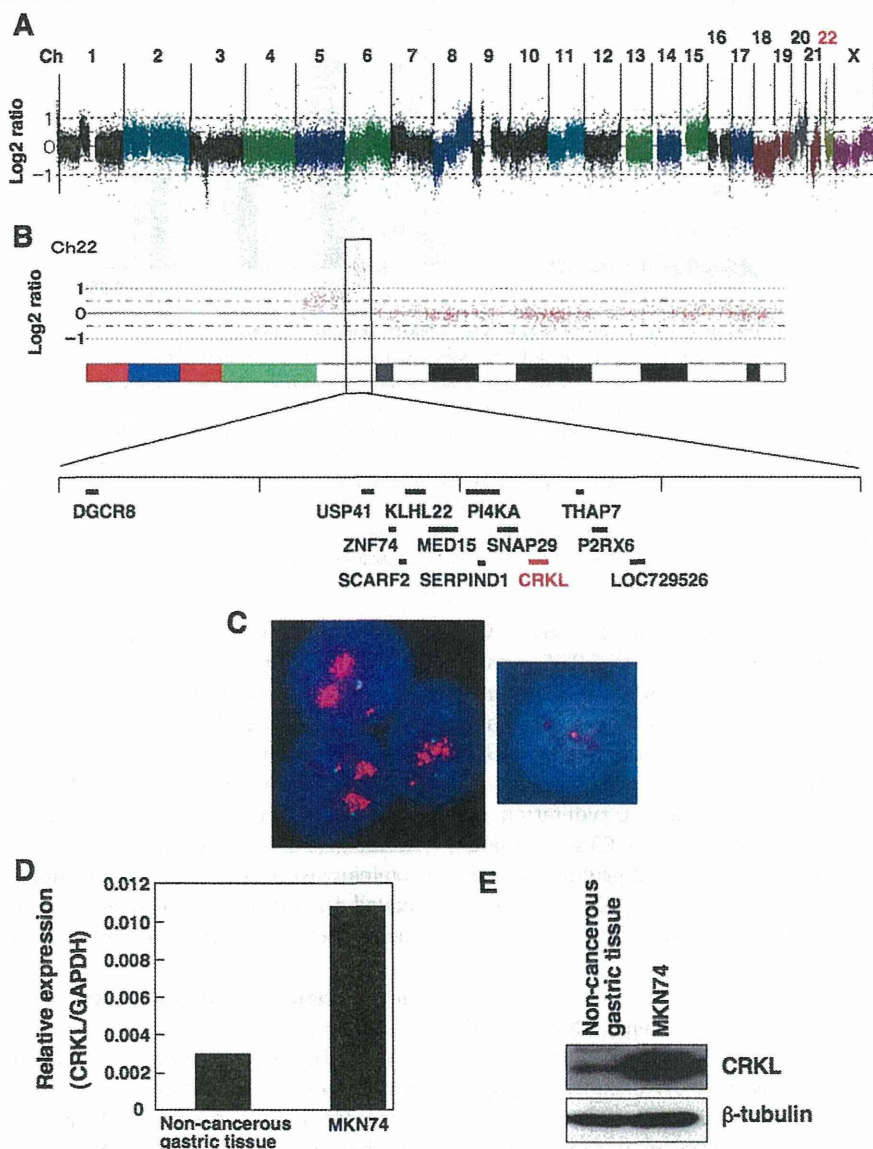 A
Ch 1 2 3 4 5 6 7 8 9 10 11 12 13 14 15 16 17 18 19 20 21 22 X
Log2 ratio
1
0
−1
B
Ch22
Log2 ratio
1
0
−1
DGCR8 USP41 KLHL22 PI4KA THAP7
ZNF74 MED15 SNAP29 P2RX6
SCARF2 SERPIND1 CRKL LOC729526
C
D
Relative expression
(CRKL/GAPDH)
0.012
0.010
0.008
0.006
0.004
0.002
0
Non-cancerous
gastric tissue
MKN74
E
Non-cancerous
gastric tissue
MKN74
CRKL
β-tubulin